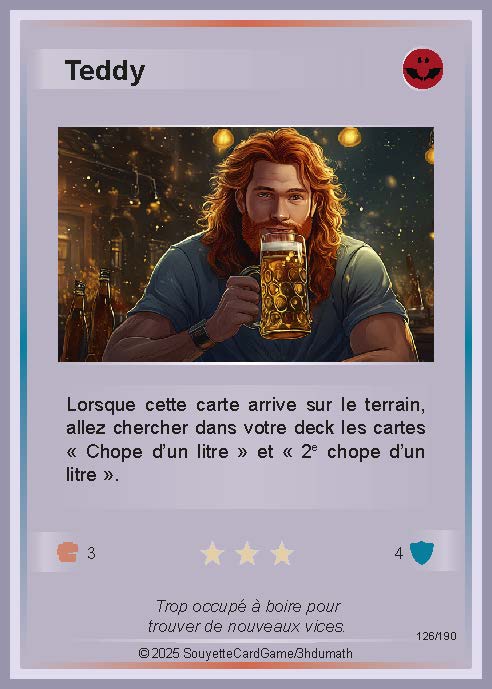 Teddy
Lorsque cette carte arrive sur le terrain,
allez chercher dans votre deck les cartes
« Chope d’un litre » et « 2e chope d’un
litre ».
3
4
Trop occupé à boire pour
trouver de nouveaux vices.
126/190
© 2025 SouyetteCardGame/3hdumath